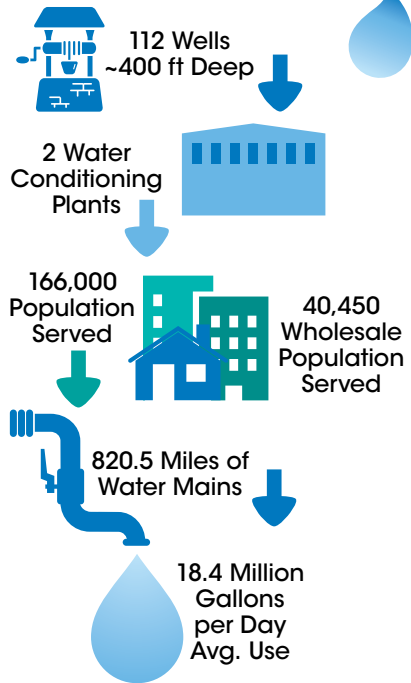 112 Wells
~400 ft Deep
2 Water
Conditioning
Plants
166,000
Population
Served
40,450
Wholesale
Population
Served
820.5 Miles of
Water Mains
18.4 Million
Gallons
per Day
Avg. Use